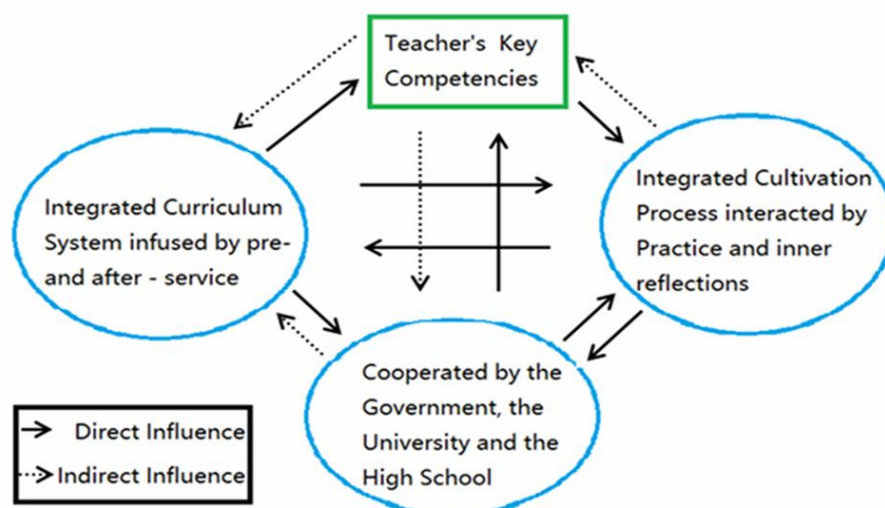 Teacher's Key
Competencies
Integrated Curriculum
System infused by pre-
and after - service
Integrated Cultivation
Process interacted by
Practice and inner
reflections
Cooperated by the
Government, the
University and the
High School
Direct Influence
Indirect Influence